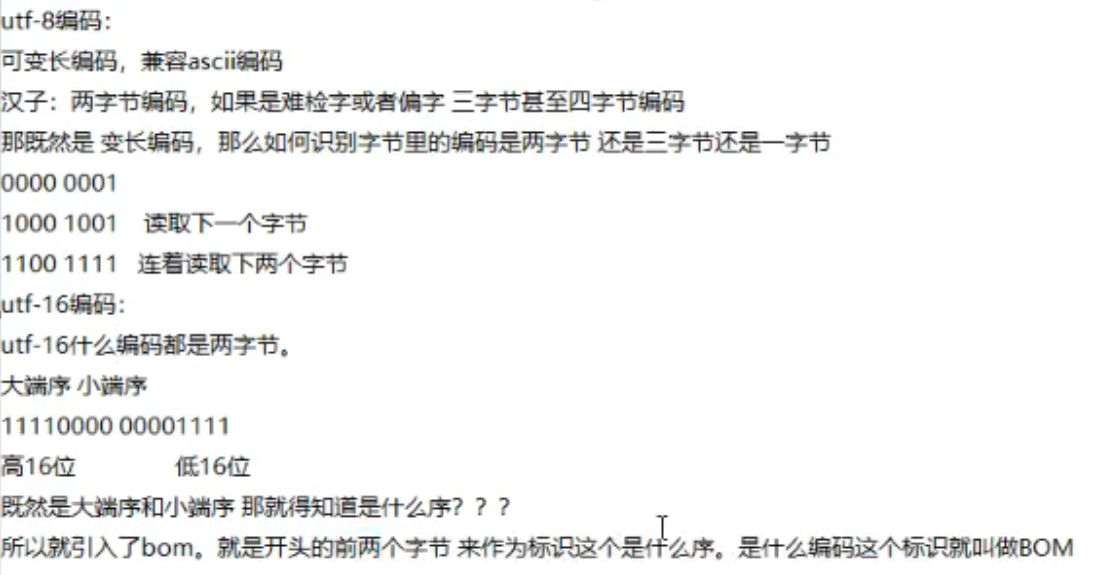 utf-8编码：
可变长编码，兼容ascii编码
汉子：两字节编码，如果是难检字或者偏字 三字节甚至四字节编码
那既然是 变长编码，那么如何识别字节里的编码是两字节 还是三字节还是一字节
0000 0001
1000 1001 读取下一个字节
1100 1111 连着读取下两个字节
utf-16编码：
utf-16什么编码都是两字节。
大端序 小端序
11110000 00001111
高16位 低16位
既然是大端序和小端序 那就得知道是什么序？？？
所以就引入了bom。就是开头的前两个字节 来作为标识这个是什么序。是什么编码这个标识就叫做BOM